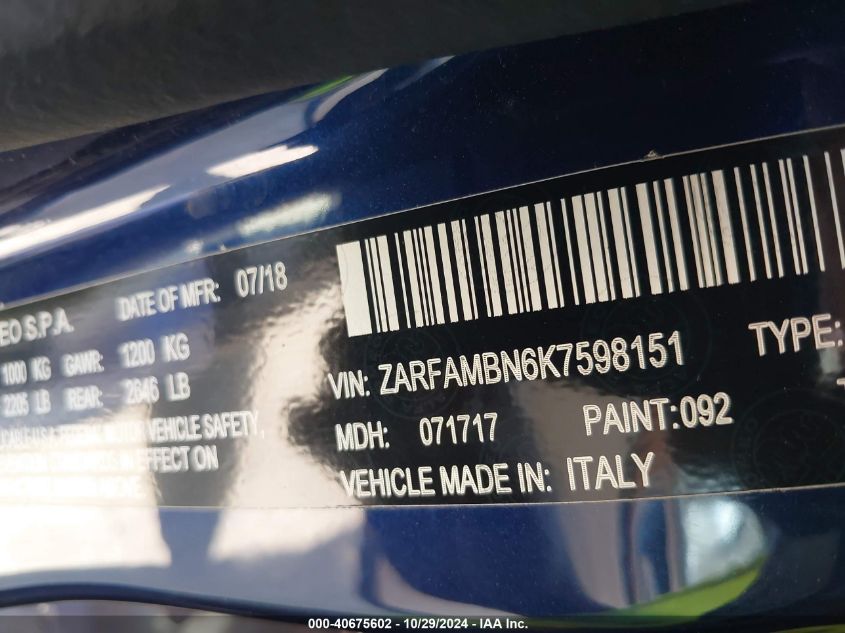 EO S.P.A. DATE OF MFR: 07/18
1000 KG GAWR: 1200 KG
2205 LB REAR: 2646 LB
MOTOR VEHICLE SAFETY,
IN EFFECT ON
VIN: ZARFAMBN6K7598151 TYPE:
MDH: 071717 PAINT: 092
VEHICLE MADE IN: ITALY
000-40675602 - 10/29/2024 - IAA Inc.